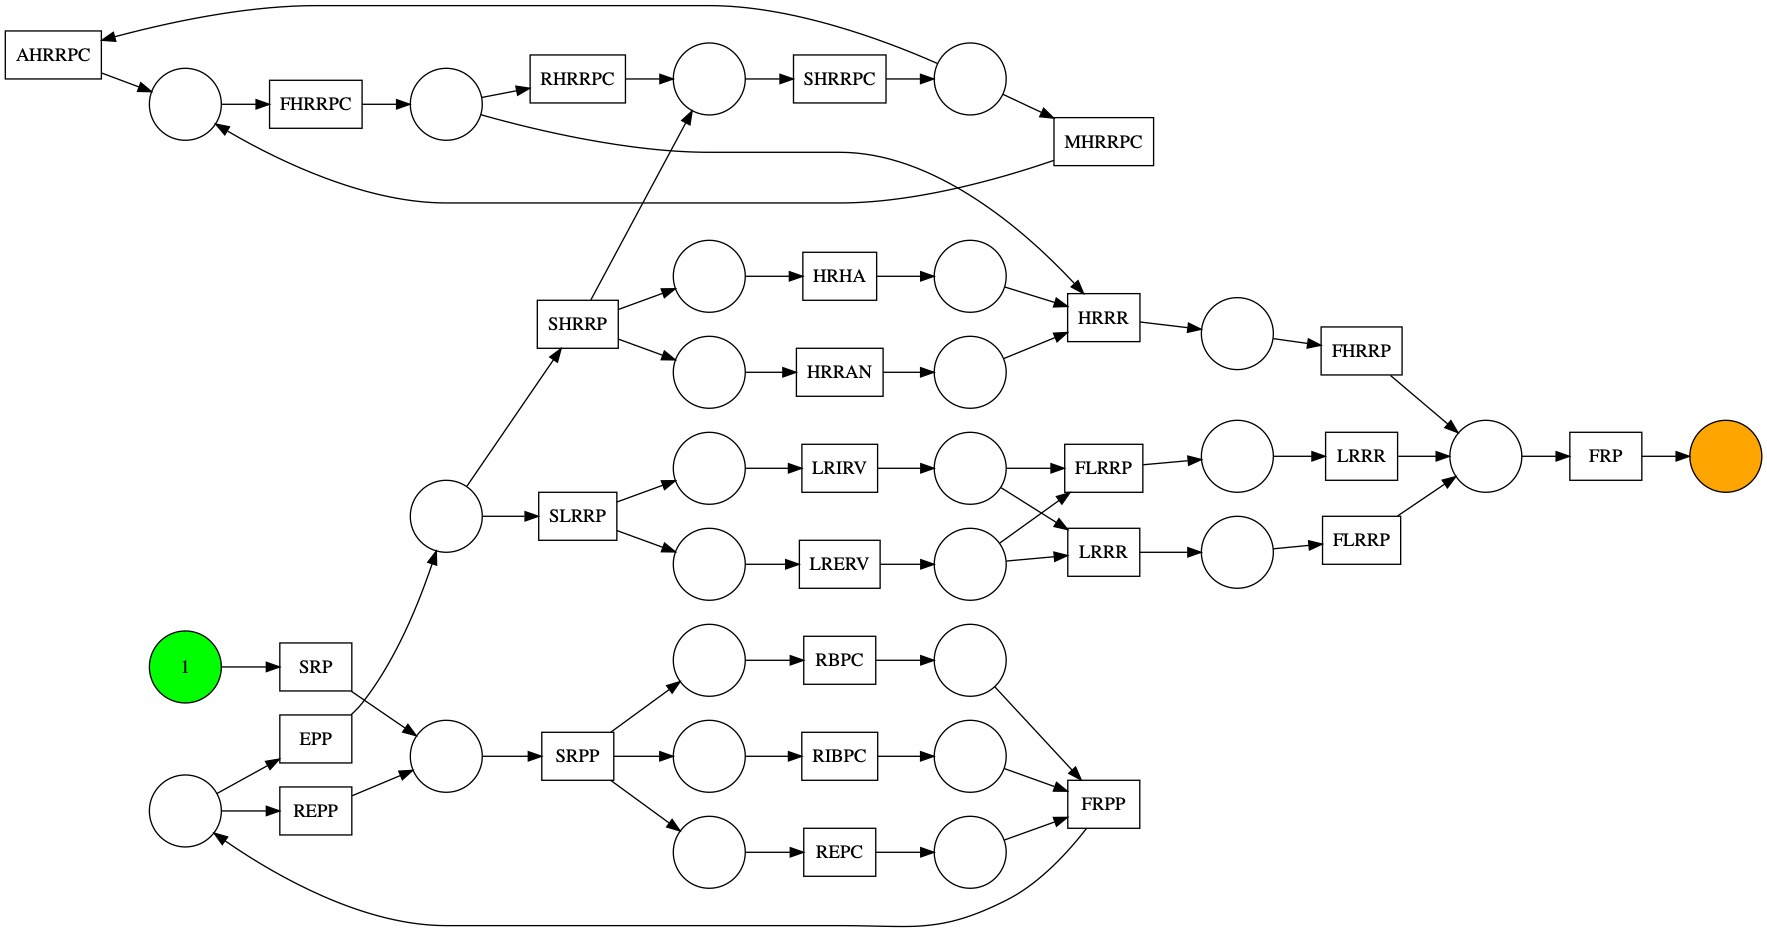 AHRRPC
FHRRPC
RHRRPC
SHRRPC
MHRRPC
SHRRP
HRHA
HRRAN
HRRR
FHRRP
SLRRP
LRIRV
LRERV
FLRRP
LRRR
LRRR
FLRRP
FRP
1
SRP
EPP
REPP
SRPP
RBPC
RIBPC
REPC
FRPP